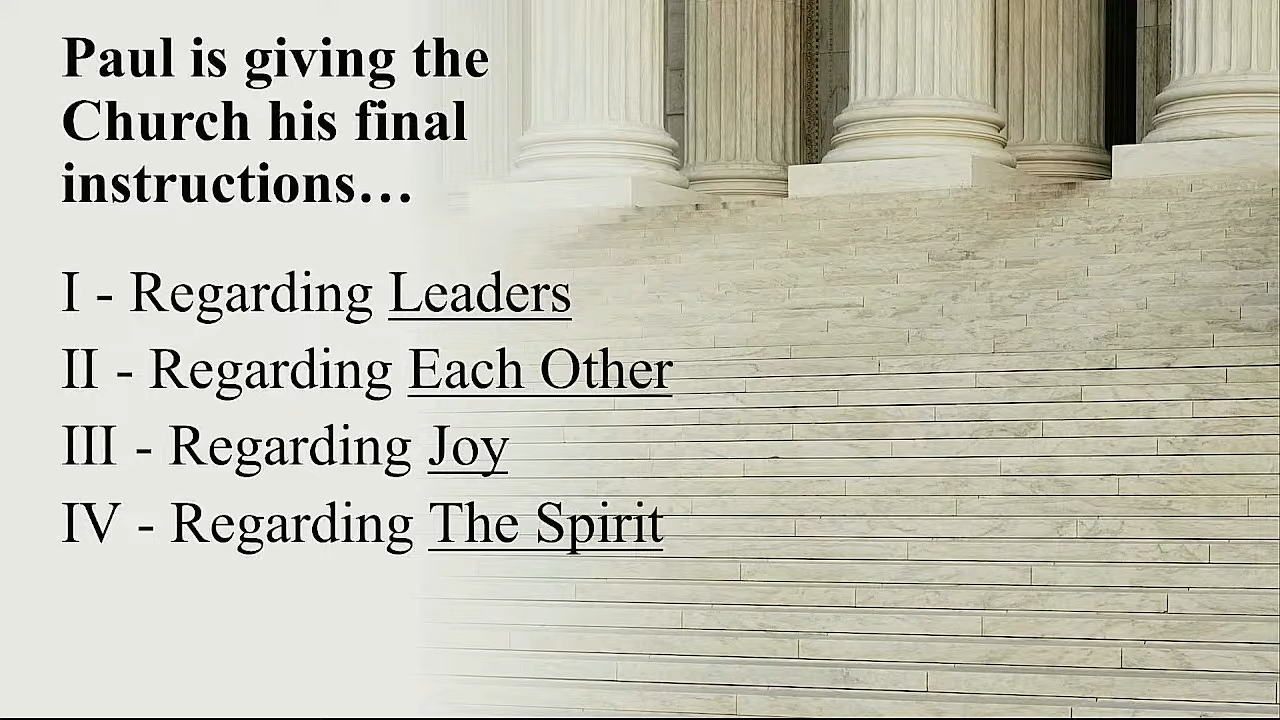 Paul is giving the
Church his final
instructions…
I - Regarding Leaders
II - Regarding Each Other
III - Regarding Joy
IV - Regarding The Spirit